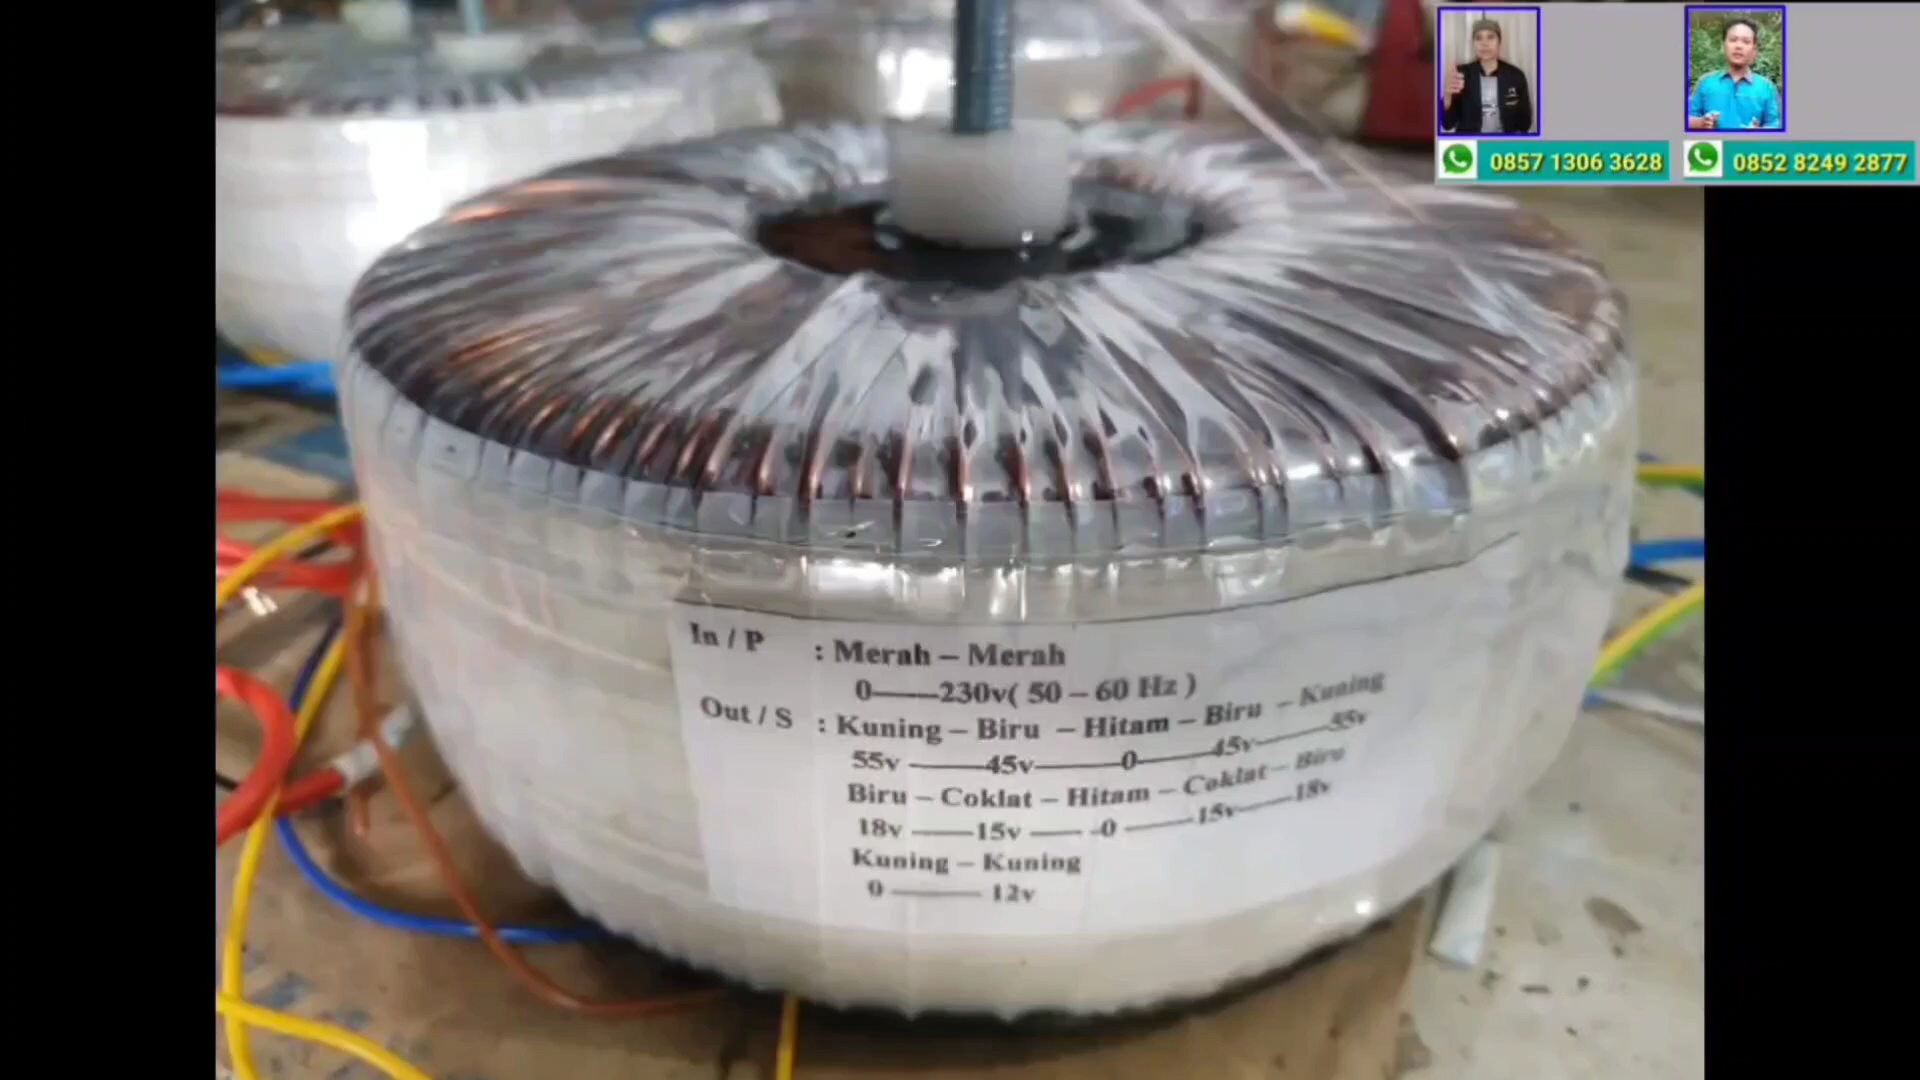 0857 1306 3628
0852 8249 2877
In / P : Merah – Merah
0——230v( 50 – 60 Hz )
Out / S : Kuning – Biru – Hitam – Biru – Kuning
55v ———45v———0———45v———55v
Biru – Coklat – Hitam – Coklat – Biru
18v ——15v —— -0 ——15v——18v
Kuning – Kuning
0 ——— 12v